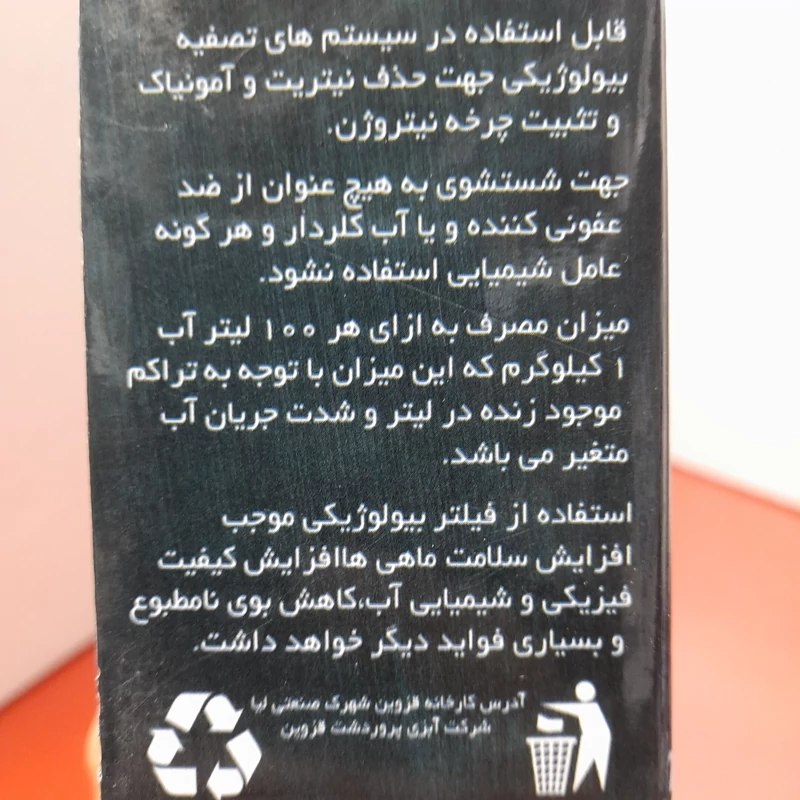 قابل استفاده در سیستم های تصفیه
بیولوژیکی جهت حذف نیتریت و آمونیاک
و تثبیت چرخه نیتروژن.
جهت شستشوی به هیچ عنوان از ضد
عفونی کننده و یا آب کلردار و هر کونه
عامل شیمیایی استفاده نشود.
میزان مصرف به ازای هر ۱۰۰ لیتر آب
۱ کیلوگرم که این میزان با توجه به تراکم
موجود زنده در لیتر و شدت جریان آب
متغیر می باشد.
استفاده از فیلتر بیولوژیکی موجب
افزایش سلامت ماهی هاافزایش کیفیت
فیزیکی و شیمیایی آب،کاهش بوی نامطبوع
و بسیاری فواید دیگر خواهد داشت.
آدرس کارخانه قزوین شهرک صنعتی لیا
شرکت آبزی پروردشت قزوین